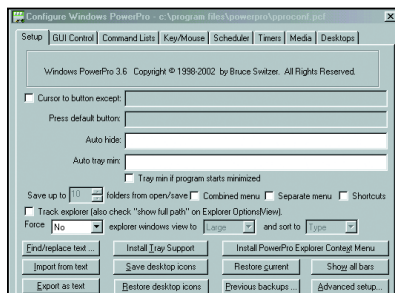 Configure Windows PowerPro - c:\program files\powerpro\pproconf.pcf
Setup GUI Control Command Lists Key/Mouse Scheduler Timers Media Desktops
Windows PowerPro 3.6 Copyright © 1998-2002 by Bruce Switzer. All Rights Reserved.
Cursor to button except:
Press default button:
Auto hide:
Auto tray min:
Tray min if program starts minimized
Save up to 10 folders from open/save Combined menu Separate menu Shortcuts
Track explorer (also check "show full path" on Explorer Options|View).
Force No explorer windows view to Large and sort to Type
Find/replace text ... Install Tray Support Install PowerPro Explorer Context Menu
Import from text Save desktop icons Restore current Show all bars
Export as text Restore desktop icons Previous backups ... Advanced setup...